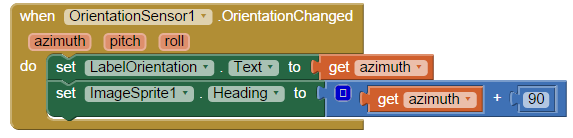 when OrientationSensor1 .OrientationChanged
azimuth pitch roll
do set LabelOrientation . Text to get azimuth
set ImageSprite1 . Heading to get azimuth + 90